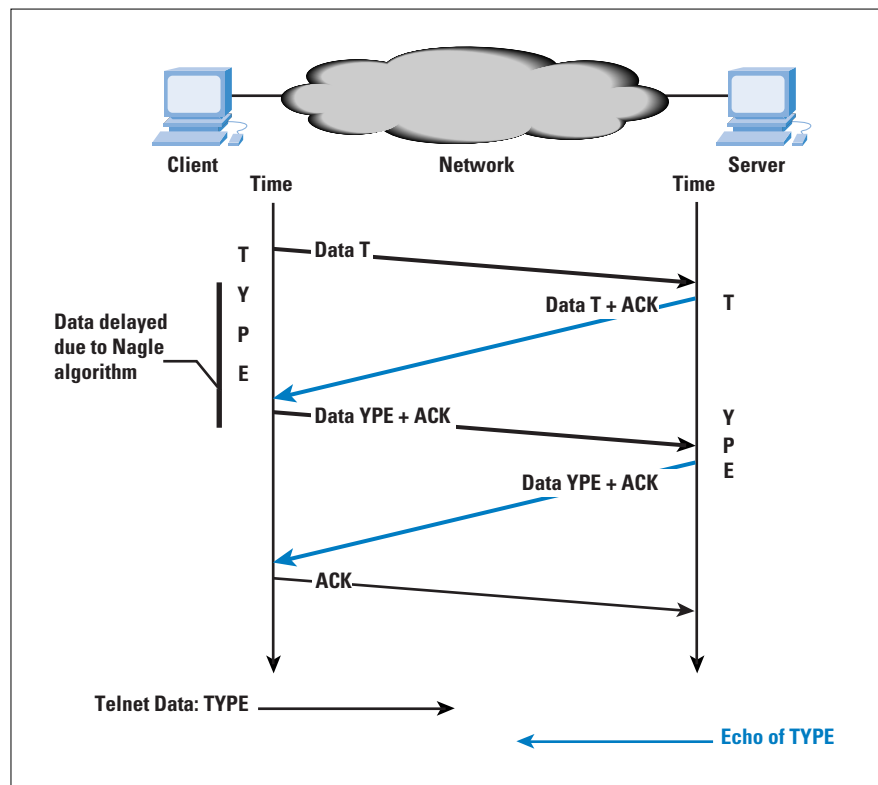 Client
Network
Server
Time
Time
T
Y
P
E
Data T
Data T + ACK
T
Data delayed
due to Nagle
algorithm
Data YPE + ACK
Y
P
E
Data YPE + ACK
ACK
Telnet Data: TYPE
Echo of TYPE